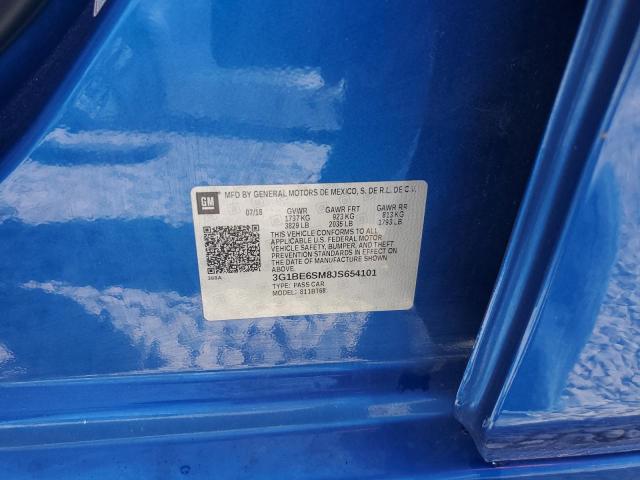 GM
MFD BY GENERAL MOTORS DE MEXICO, S. DE R.L. DE C.V.
07/18 GVWR GAWR FRT GAWR RR
1737 KG 923 KG 813 KG
3829 LB 2035 LB 1793 LB
THIS VEHICLE CONFORMS TO ALL
APPLICABLE U.S. FEDERAL MOTOR
VEHICLE SAFETY, BUMPER, AND THEFT
PREVENTION STANDARDS IN EFFECT ON
THE DATE OF MANUFACTURE SHOWN ABOVE.
3G1BE6SM8JS654101
TYPE: PASS CAR
MODEL: 811BT68